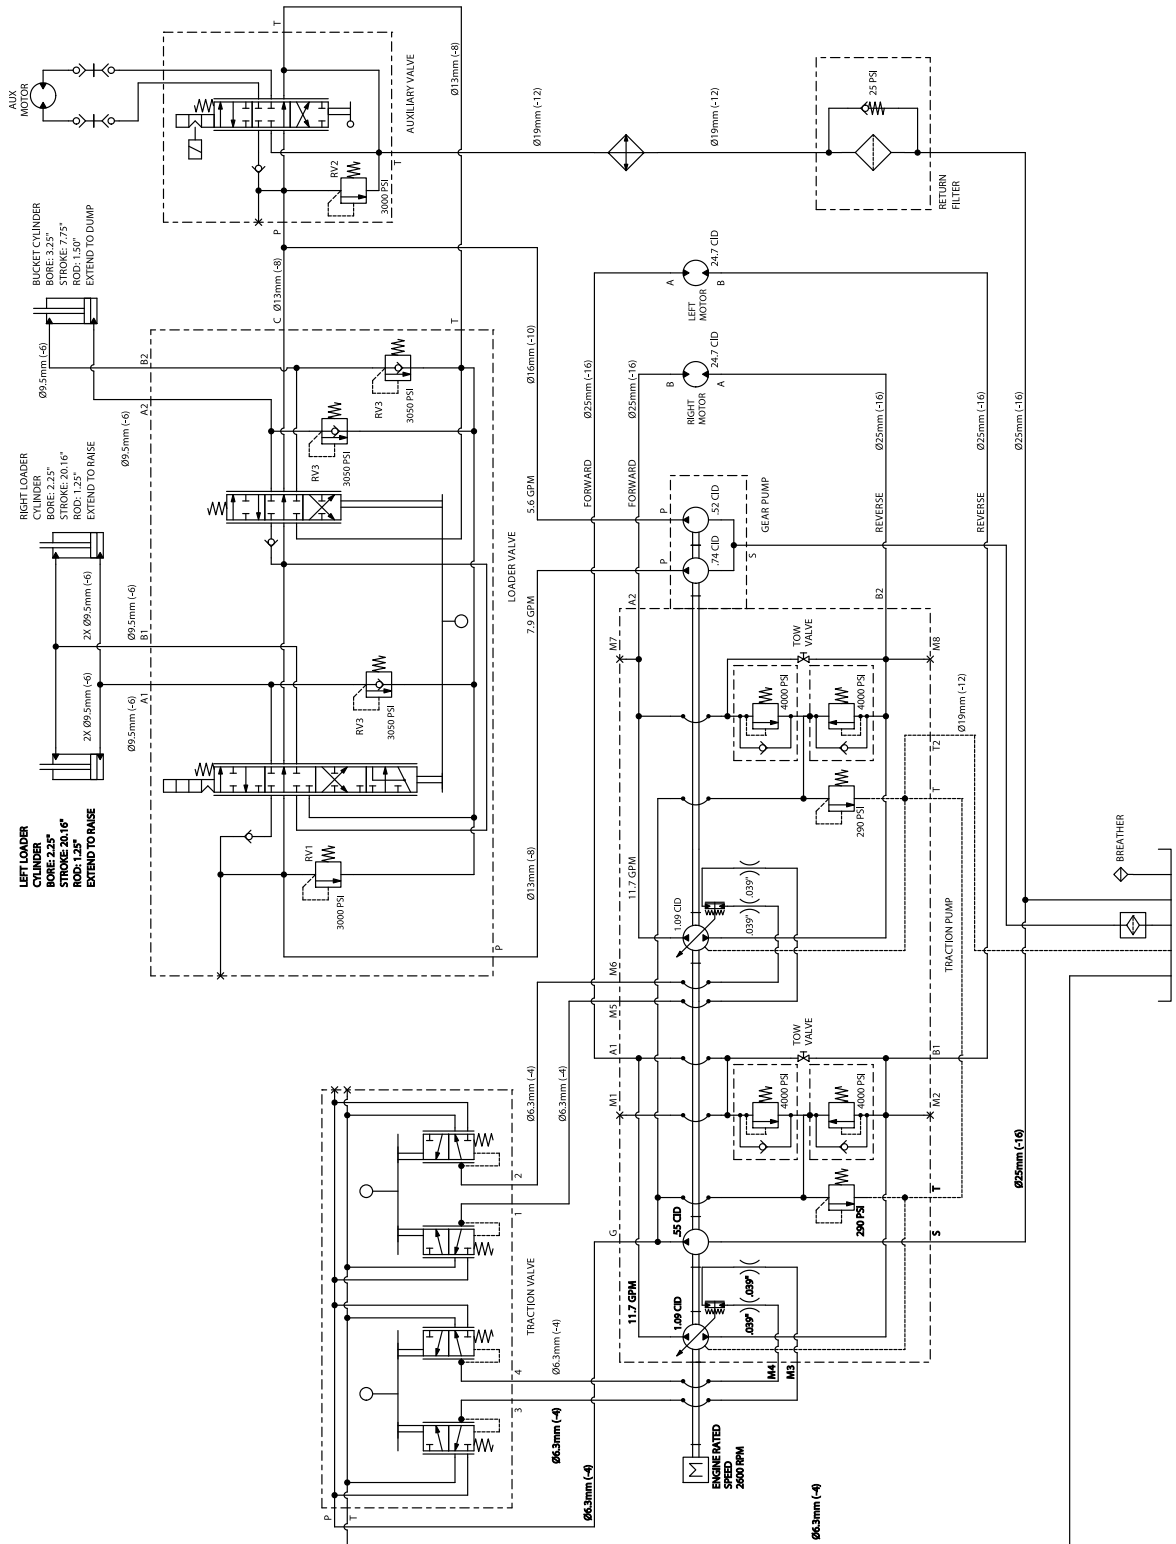 AUX
MOTOR
AUXILIARY VALVE
T
Ø13mm (-8)
RV2
3000 PSI
T
P
Ø19mm (-12)
Ø19mm (-12)
25 PSI
RETURN
FILTER
BUCKET CYLINDER
BORE: 3.25"
STROKE: 7.75"
ROD: 1.50"
EXTEND TO DUMP
Ø9.5mm (-6)
Ø9.5mm (-6)
C
Ø13mm (-8)
T
B2
A2
RV3
3050 PSI
RV3
3050 PSI
Ø16mm (-10)
5.6 GPM
RIGHT LOADER
CYLINDER
BORE: 2.25"
STROKE: 20.16"
ROD: 1.25"
EXTEND TO RAISE
2X Ø9.5mm (-6)
2X Ø9.5mm (-6)
Ø9.5mm (-6)
Ø9.5mm (-6)
B1
A1
LOADER VALVE
7.9 GPM
RV3
3050 PSI
LEFT LOADER
CYLINDER
BORE: 2.25"
STROKE: 20.16"
ROD: 1.25"
EXTEND TO RAISE
RV1
3000 PSI
P
Ø13mm (-8)
A
B
24.7 CID
LEFT
MOTOR
B
A
24.7 CID
RIGHT
MOTOR
Ø25mm (-16)
Ø25mm (-16)
Ø25mm (-16)
Ø25mm (-16)
Ø25mm (-16)
FORWARD
FORWARD
REVERSE
REVERSE
P
P
.52 CID
.74 CID
S
GEAR PUMP
A2
B2
M7
M8
TOW
VALVE
4000 PSI
4000 PSI
290 PSI
T2
T
Ø19mm (-12)
11.7 GPM
1.09 CID
.039"
.039"
TRACTION PUMP
BREATHER
M6
M5
A1
B1
M1
M2
TOW
VALVE
4000 PSI
4000 PSI
290 PSI
T
S
Ø25mm (-16)
G
.55 CID
11.7 GPM
1.09 CID
.039"
.039"
M4
M3
Ø6.3mm (-4)
Ø6.3mm (-4)
2
1
TRACTION VALVE
4
3
Ø6.3mm (-4)
Ø6.3mm (-4)
Ø6.3mm (-4)
P
T
M
ENGINE RATED
SPEED
2600 RPM
Ø6.3mm (-4)